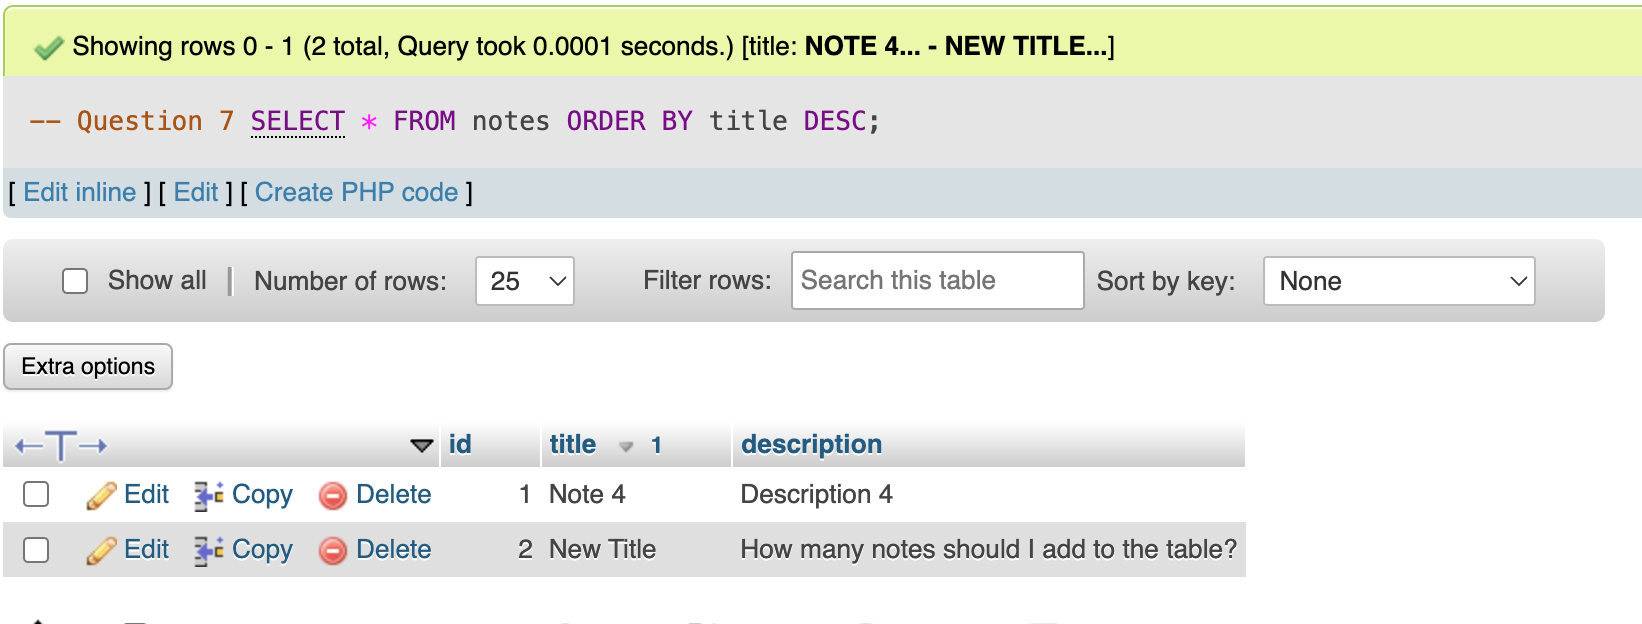 Showing rows 0 - 1 (2 total, Query took 0.0001 seconds.) [title: NOTE 4... - NEW TITLE...]
-- Question 7 SELECT * FROM notes ORDER BY title DESC;
[ Edit inline ] [ Edit ] [ Create PHP code ]
Show all | Number of rows: 25 Filter rows: Search this table Sort by key: None
Extra options
←T→ id title 1 description
Edit Copy Delete 1 Note 4 Description 4
Edit Copy Delete 2 New Title How many notes should I add to the table?